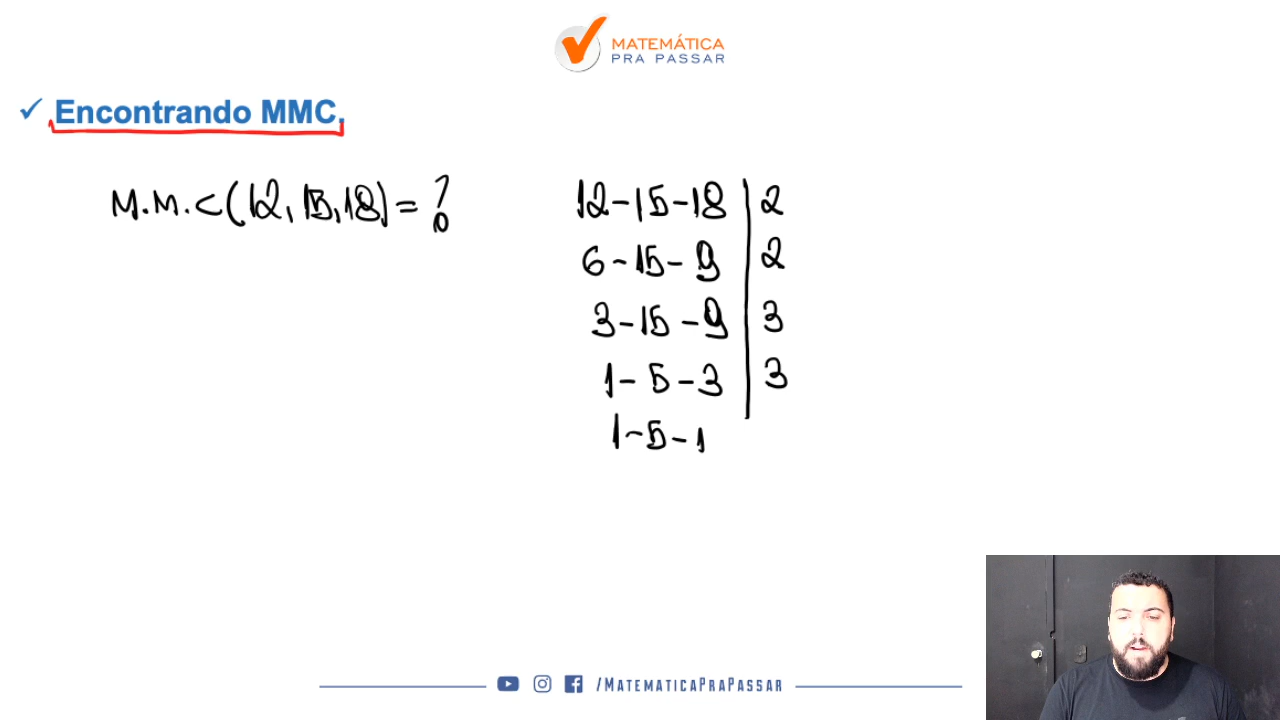 MATEMÁTICA
PRA PASSAR
Encontrando MMC,
M.M.C(12,15,18)=?
12-15-18|2
6-15-9|2
3-15-9|3
1-5-3|3
1-5-1
/MATEMATICAPRAPASSAR